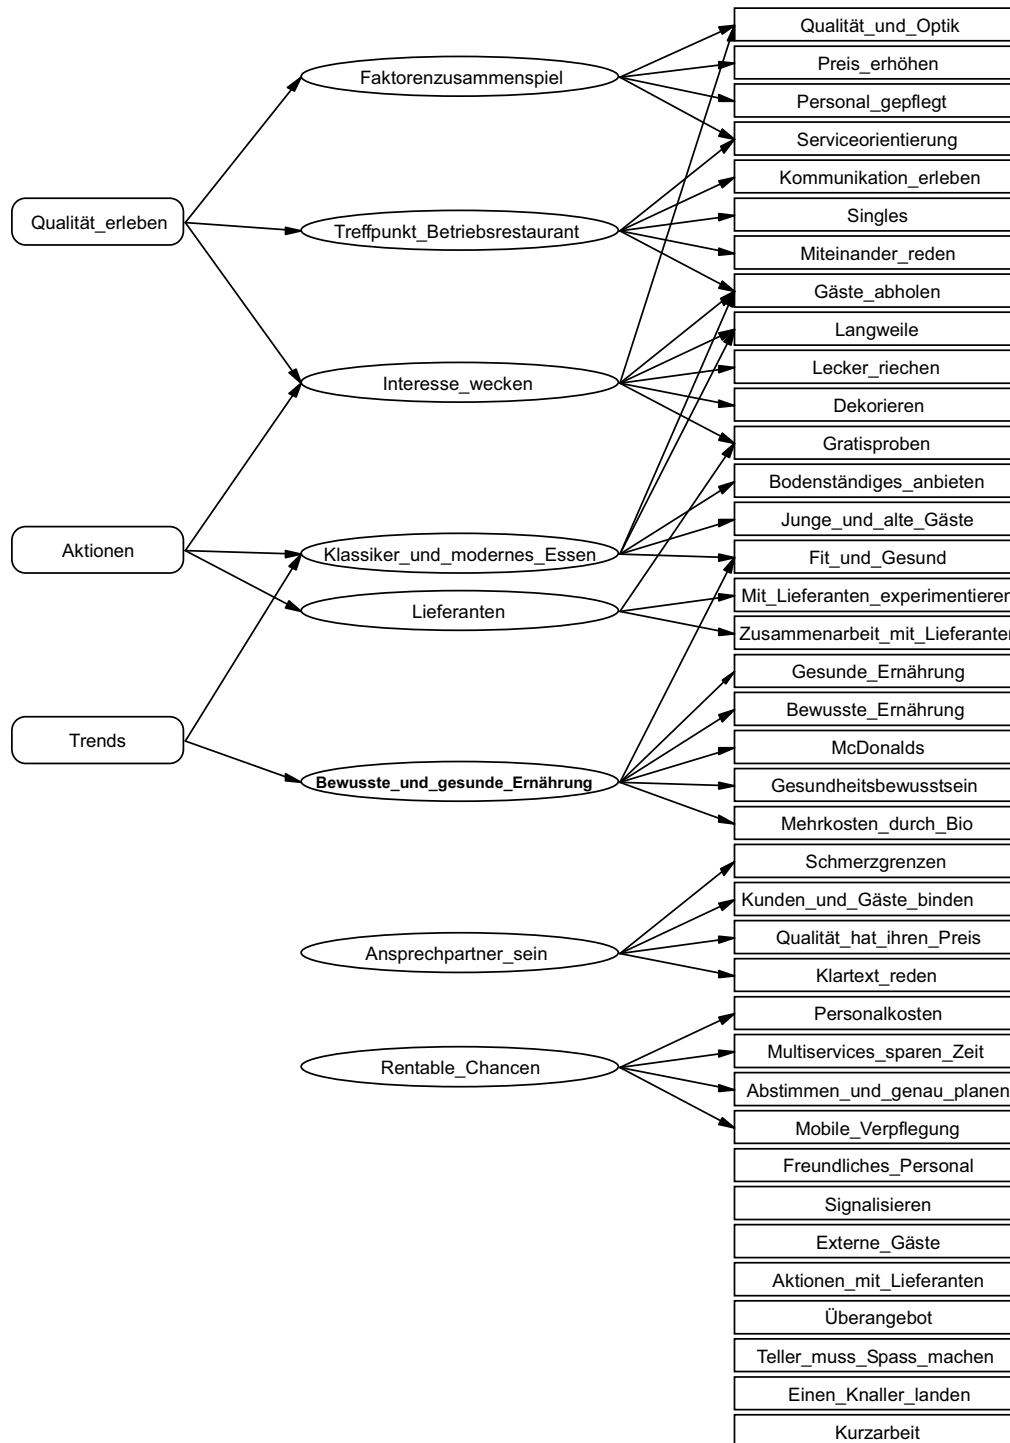 Qualität_erleben
Aktionen
Trends
Faktorenzusammenspiel
Treffpunkt_Betriebsrestaurant
Interesse_wecken
Klassiker_und_modernes_Essen
Lieferanten
Bewusste_und_gesunde_Ernährung
Ansprechpartner_sein
Rentable_Chancen
Qualität_und_Optik
Preis_erhöhen
Personal_gepflegt
Serviceorientierung
Kommunikation_erleben
Singles
Miteinander_reden
Gäste_abholen
Langweile
Lecker_riechen
Dekorieren
Gratisproben
Bodenständiges_anbieten
Junge_und_alte_Gäste
Fit_und_Gesund
Mit_Lieferanten_experimentieren
Zusammenarbeit_mit_Lieferanten
Gesunde_Ernährung
Bewusste_Ernährung
McDonalds
Gesundheitsbewusstsein
Mehrkosten_durch_Bio
Schmerzgrenzen
Kunden_und_Gäste_binden
Qualität_hat_ihren_Preis
Klartext_reden
Personalkosten
Multiservices_sparen_Zeit
Abstimmen_und_genau_planen
Mobile_Verpflegung
Freundliches_Personal
Signalisieren
Externe_Gäste
Aktionen_mit_Lieferanten
Überangebot
Teller_muss_Spass_machen
Einen_Knaller_landen
Kurzarbeit